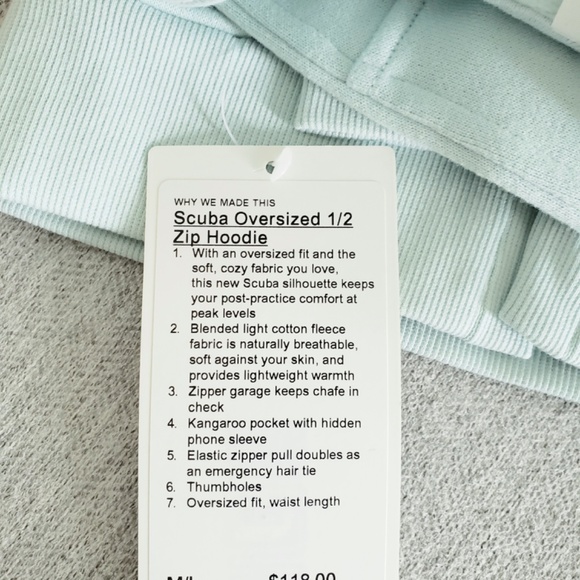 WHY WE MADE THIS
Scuba Oversized 1/2
Zip Hoodie
1. With an oversized fit and the
soft, cozy fabric you love,
this new Scuba silhouette keeps
your post-practice comfort at
peak levels
2. Blended light cotton fleece
fabric is naturally breathable,
soft against your skin, and
provides lightweight warmth
3. Zipper garage keeps chafe in
check
4. Kangaroo pocket with hidden
phone sleeve
5. Elastic zipper pull doubles as
an emergency hair tie
6. Thumbholes
7. Oversized fit, waist length
M/L $118.00